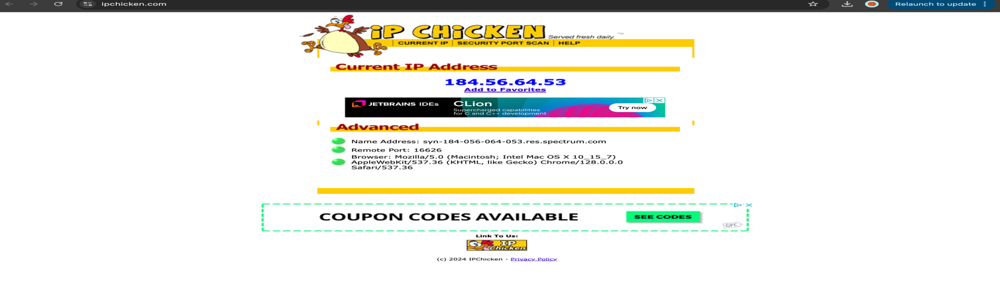 ipchicken.com
Relaunch to update
iP CHiCKEN Served fresh daily. ™
| CURRENT IP | SECURITY PORT SCAN | HELP
Current IP Address
184.56.64.53
Add to Favorites
JETBRAINS IDEs
CLion
Supercharged capabilities
for C and C++ development
Try now
Advanced
Name Address: syn-184-056-064-053.res.spectrum.com
Remote Port: 16626
Browser: Mozilla/5.0 (Macintosh; Intel Mac OS X 10_15_7)
AppleWebKit/537.36 (KHTML, like Gecko) Chrome/128.0.0.0
Safari/537.36
COUPON CODES AVAILABLE
SEE CODES
GFC
Link To Us:
IP
Chicken
(c) 2024 IPChicken - Privacy Policy